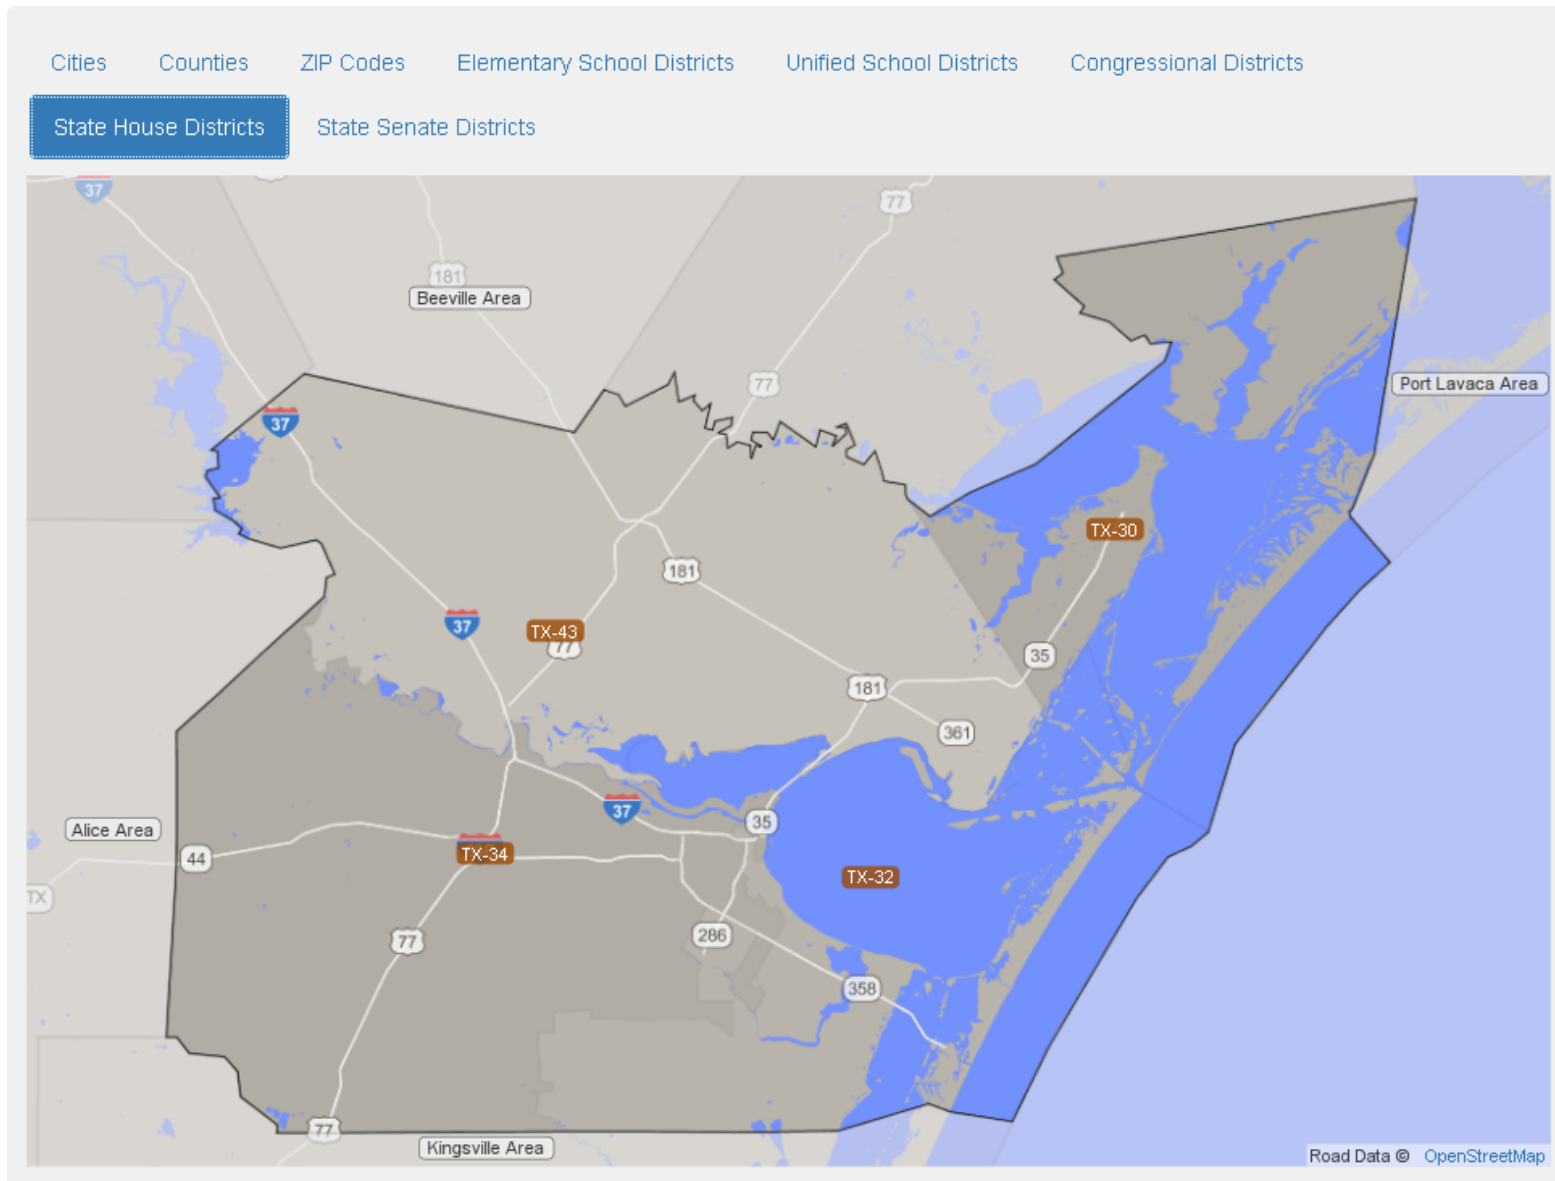 Cities Counties ZIP Codes Elementary School Districts Unified School Districts Congressional Districts
State House Districts State Senate Districts
37
77
181
Beeville Area
77
Port Lavaca Area
37
TX-30
181
37
TX-43
77
35
181
361
37
35
Alice Area
44
TX-34
TX-32
TX
77
286
358
77
Kingsville Area
Road Data © OpenStreetMap